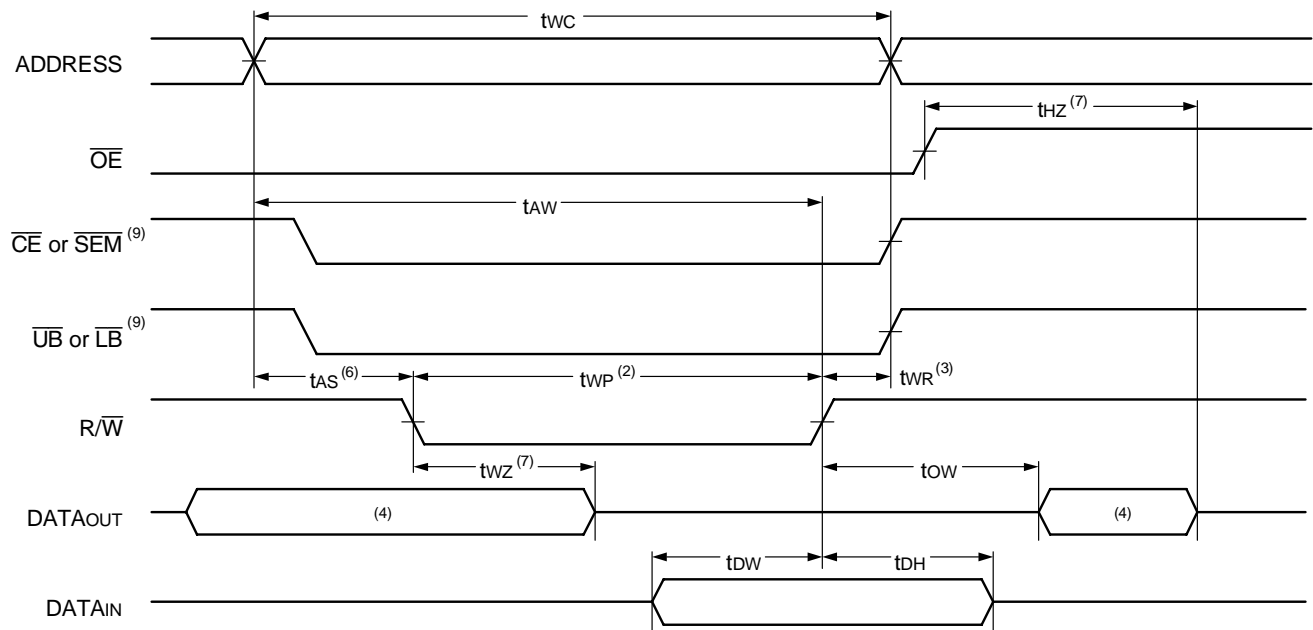 tWC
ADDRESS
tHZ (7)
OE
tAW
CE or SEM (9)
UB or LB (9)
tAS (6) tWP (2) tWR (3)
R/W
tWZ (7) tOW
DATAOUT (4) (4)
tDW tDH
DATAIN